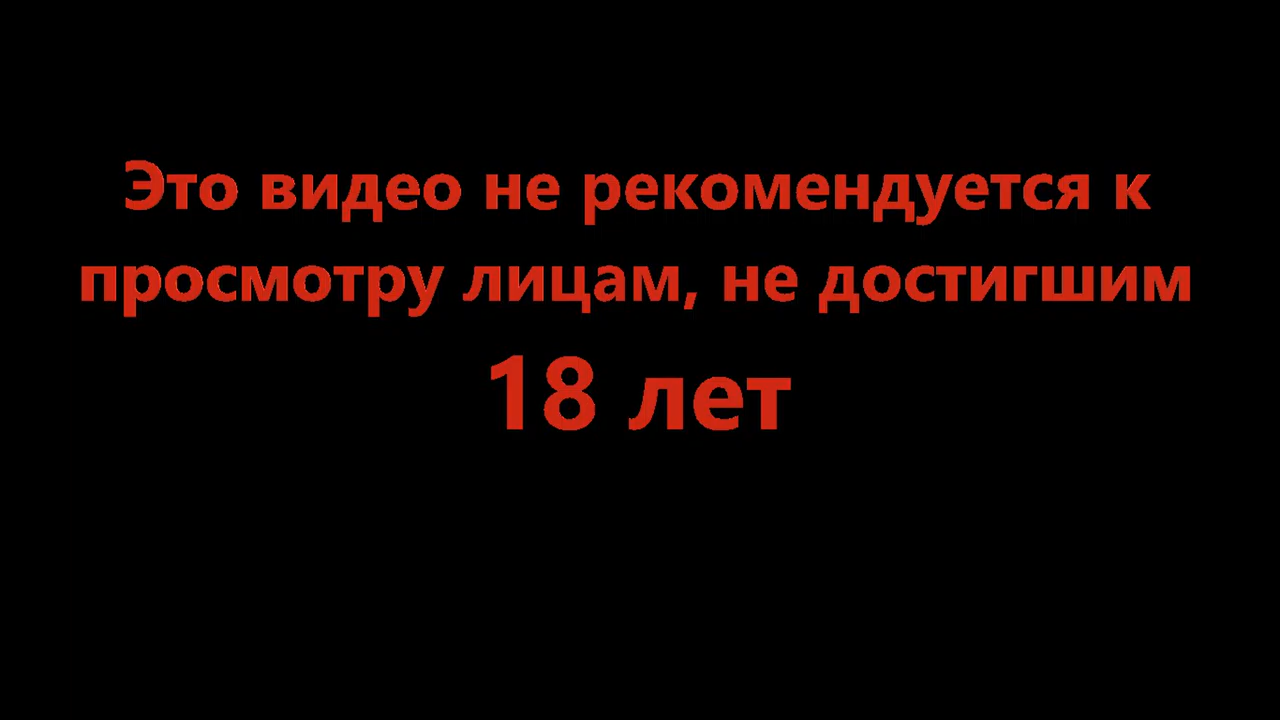 Это видео не рекомендуется к
просмотру лицам, не достигшим
18 лет